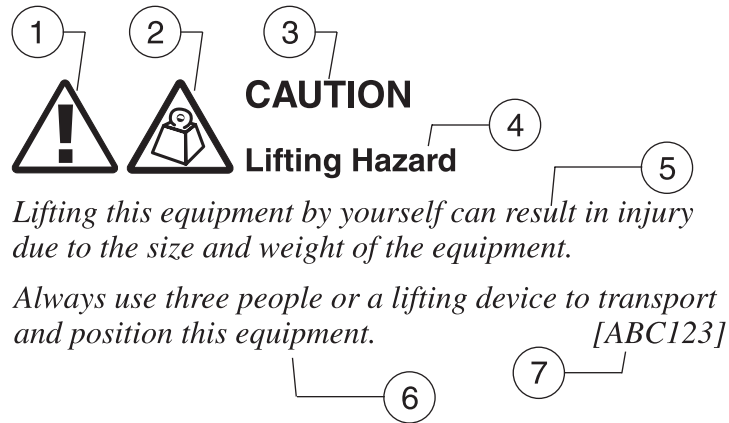 1 2 3
CAUTION
4
Lifting Hazard
5
Lifting this equipment by yourself can result in injury
due to the size and weight of the equipment.
Always use three people or a lifting device to transport
and position this equipment. [ABC123]
6 7